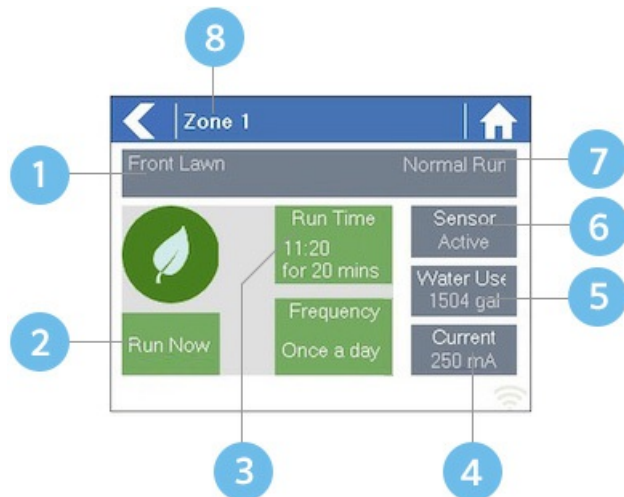 8
Zone 1
Front Lawn
Normal Run
1
7
Run Time
11:20
for 20 mins
Sensor
Active
6
Water Use
1504 gal
5
Run Now
2
Frequency
Once a day
Current
250 mA
3
4